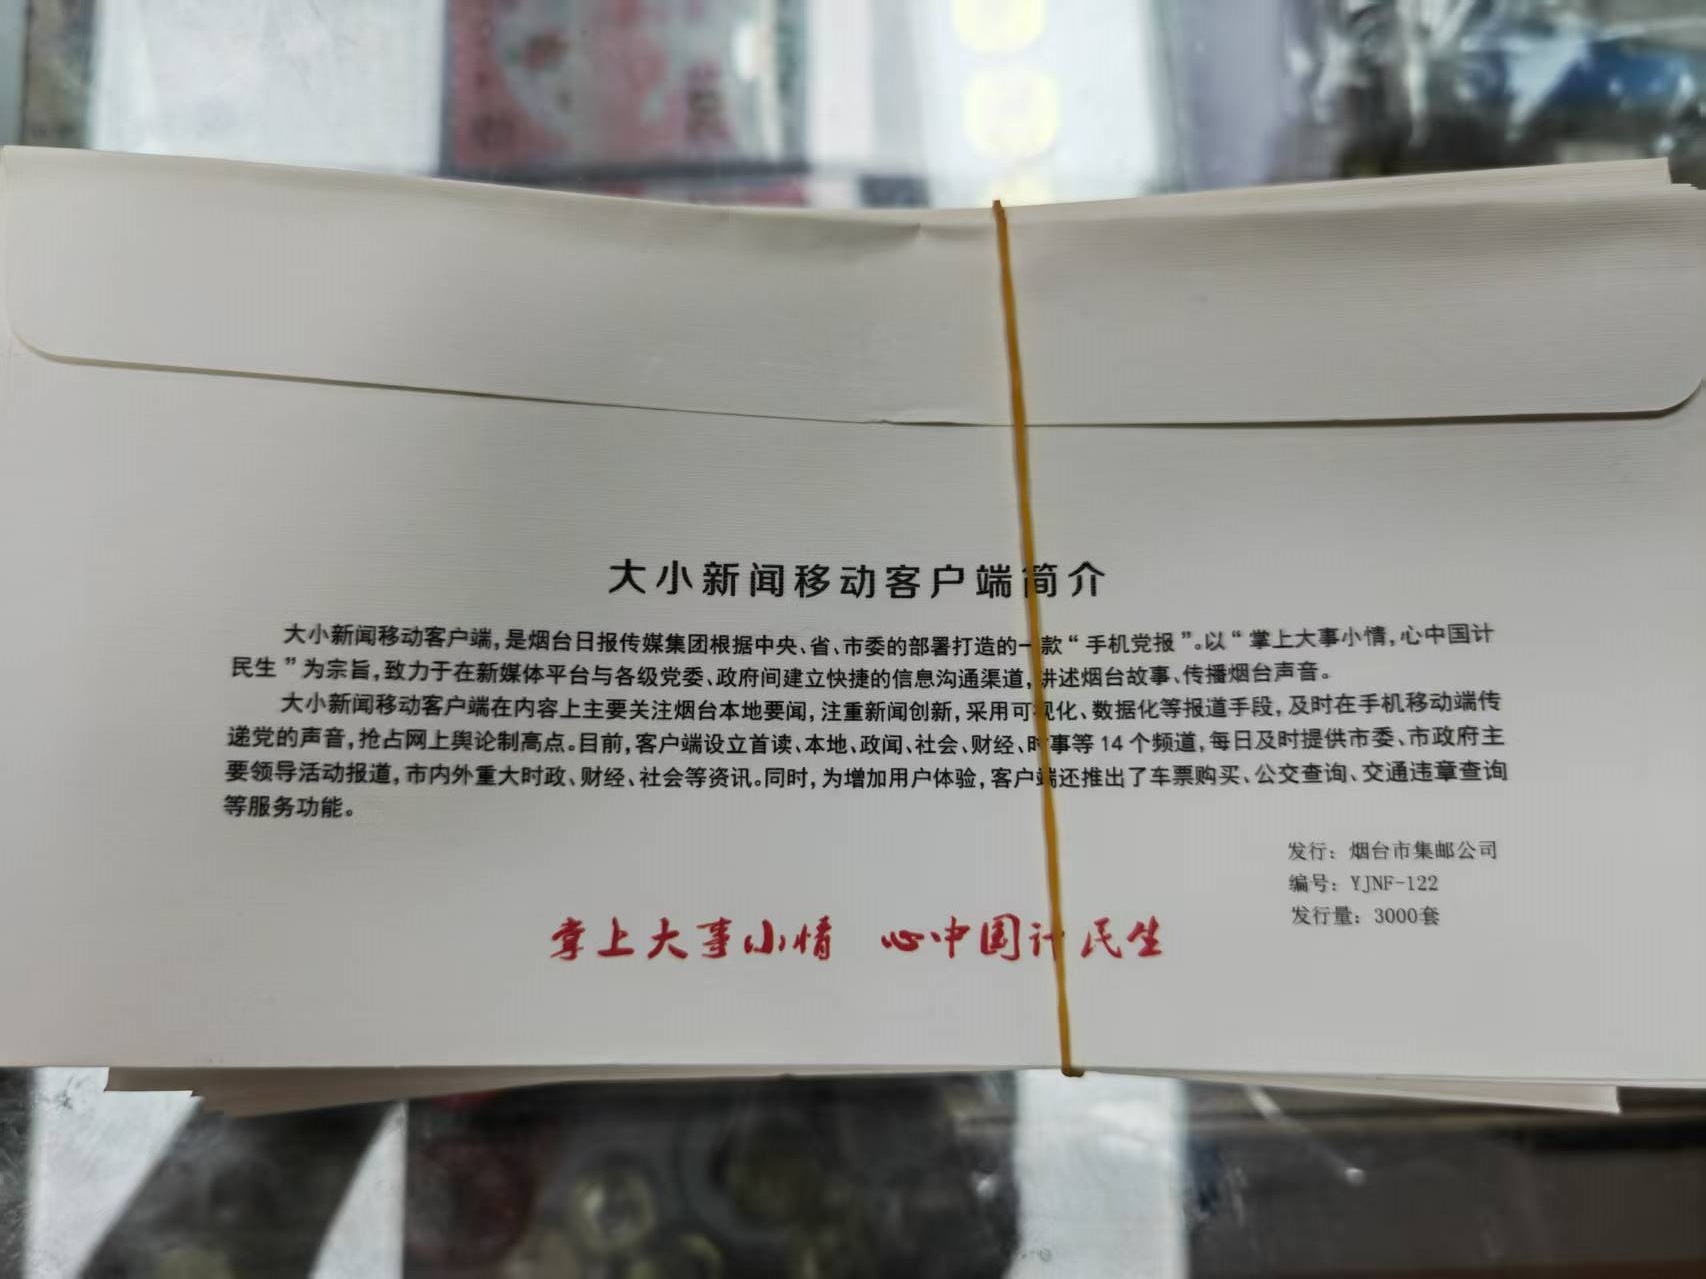 大小新闻移动客户端简介
大小新闻移动客户端,是烟台日报传媒集团根据中央、省、市委的部署打造的一款“手机党报”。以“掌上大事小情,心中国计
民生”为宗旨,致力于在新媒体平台与各级党委、政府间建立快捷的信息沟通渠道,讲述烟台故事、传播烟台声音。
大小新闻移动客户端在内容上主要关注烟台本地要闻,注重新闻创新,采用可视化、数据化等报道手段,及时在手机移动端传
递党的声音,抢占网上舆论制高点。目前,客户端设立首读、本地、政闻、社会、财经、时事等14个频道,每日及时提供市委、市政府主
要领导活动报道,市内外重大时政、财经、社会等资讯。同时,为增加用户体验,客户端还推出了车票购买、公交查询、交通违章查询
等服务功能。
发行：烟台市集邮公司
编号：YJNF-122
发行量：3000套
掌上大事小情 心中国计民生